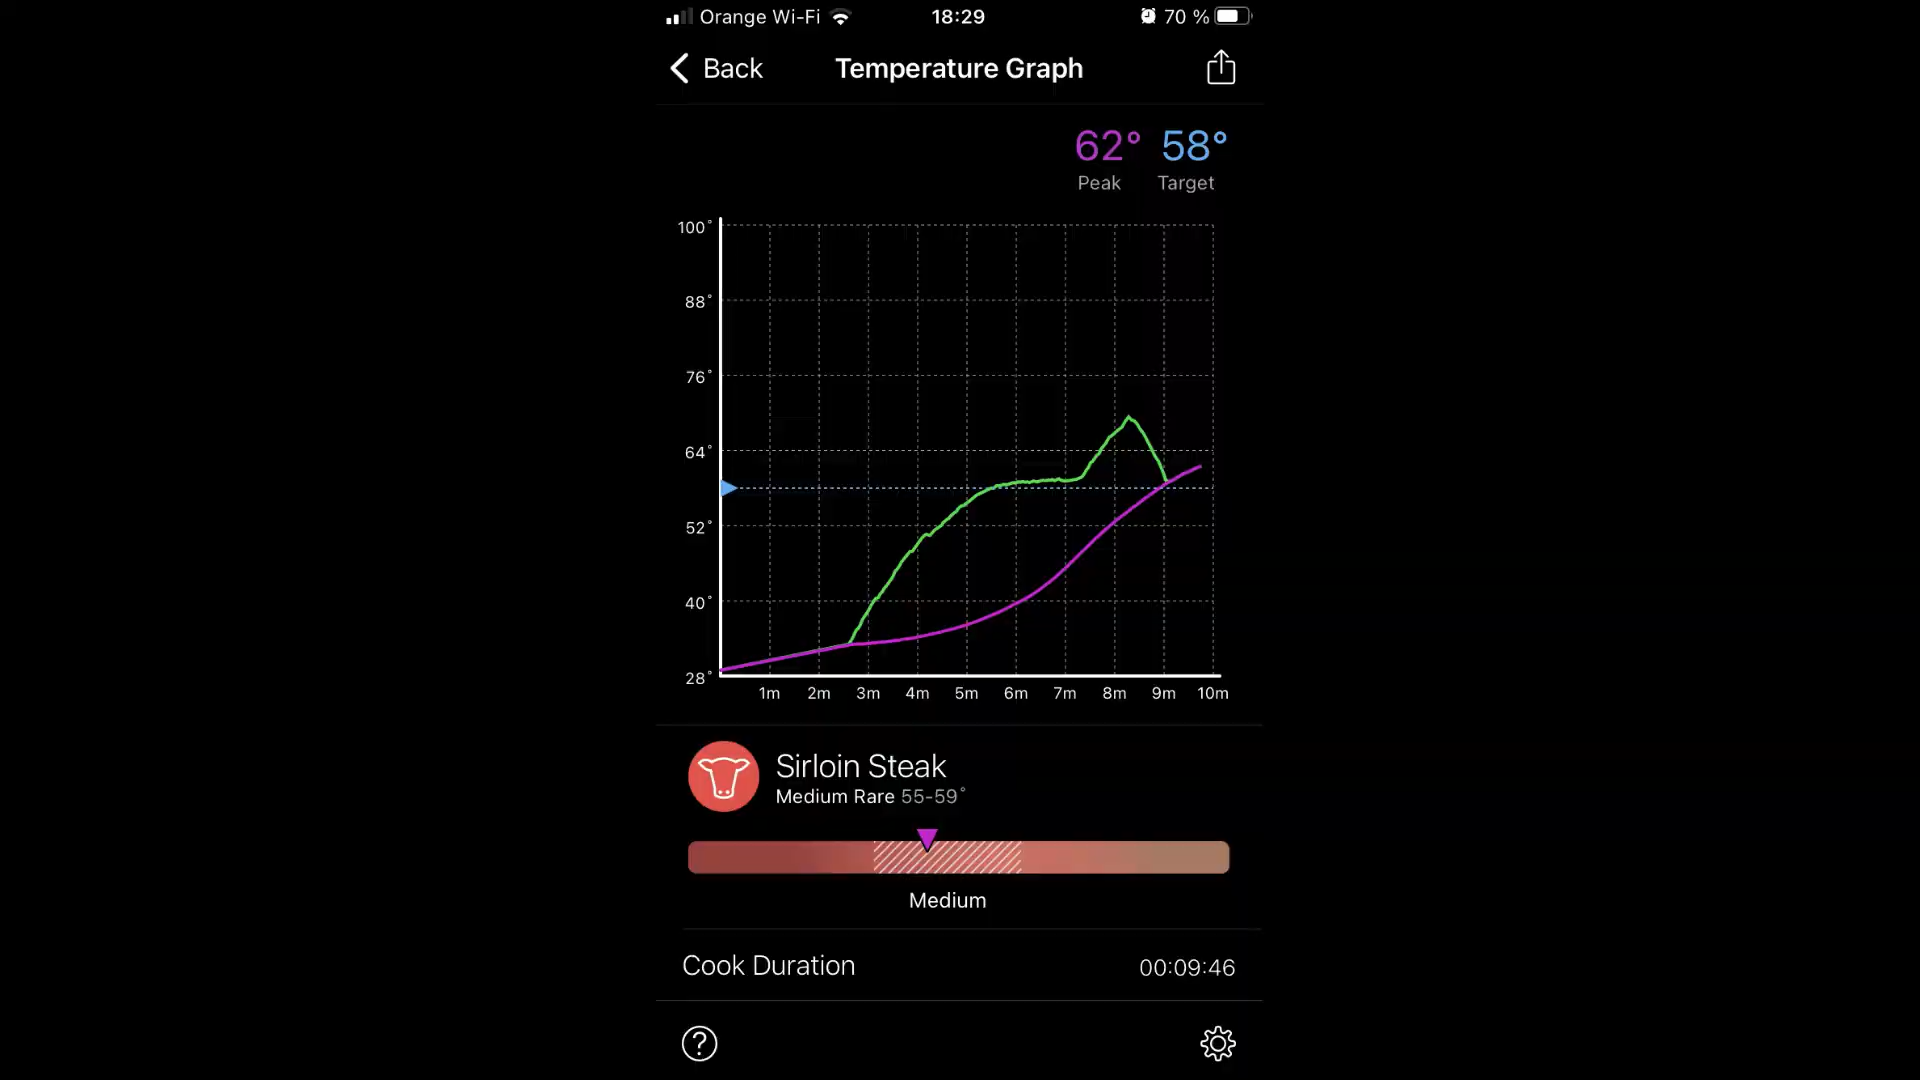 Orange Wi-Fi 18:29 70 %
Back Temperature Graph
62° 58°
Peak Target
100°
88°
76°
64°
52°
40°
28°
1m 2m 3m 4m 5m 6m 7m 8m 9m 10m
Sirloin Steak
Medium Rare 55-59°
Medium
Cook Duration 00:09:46
?